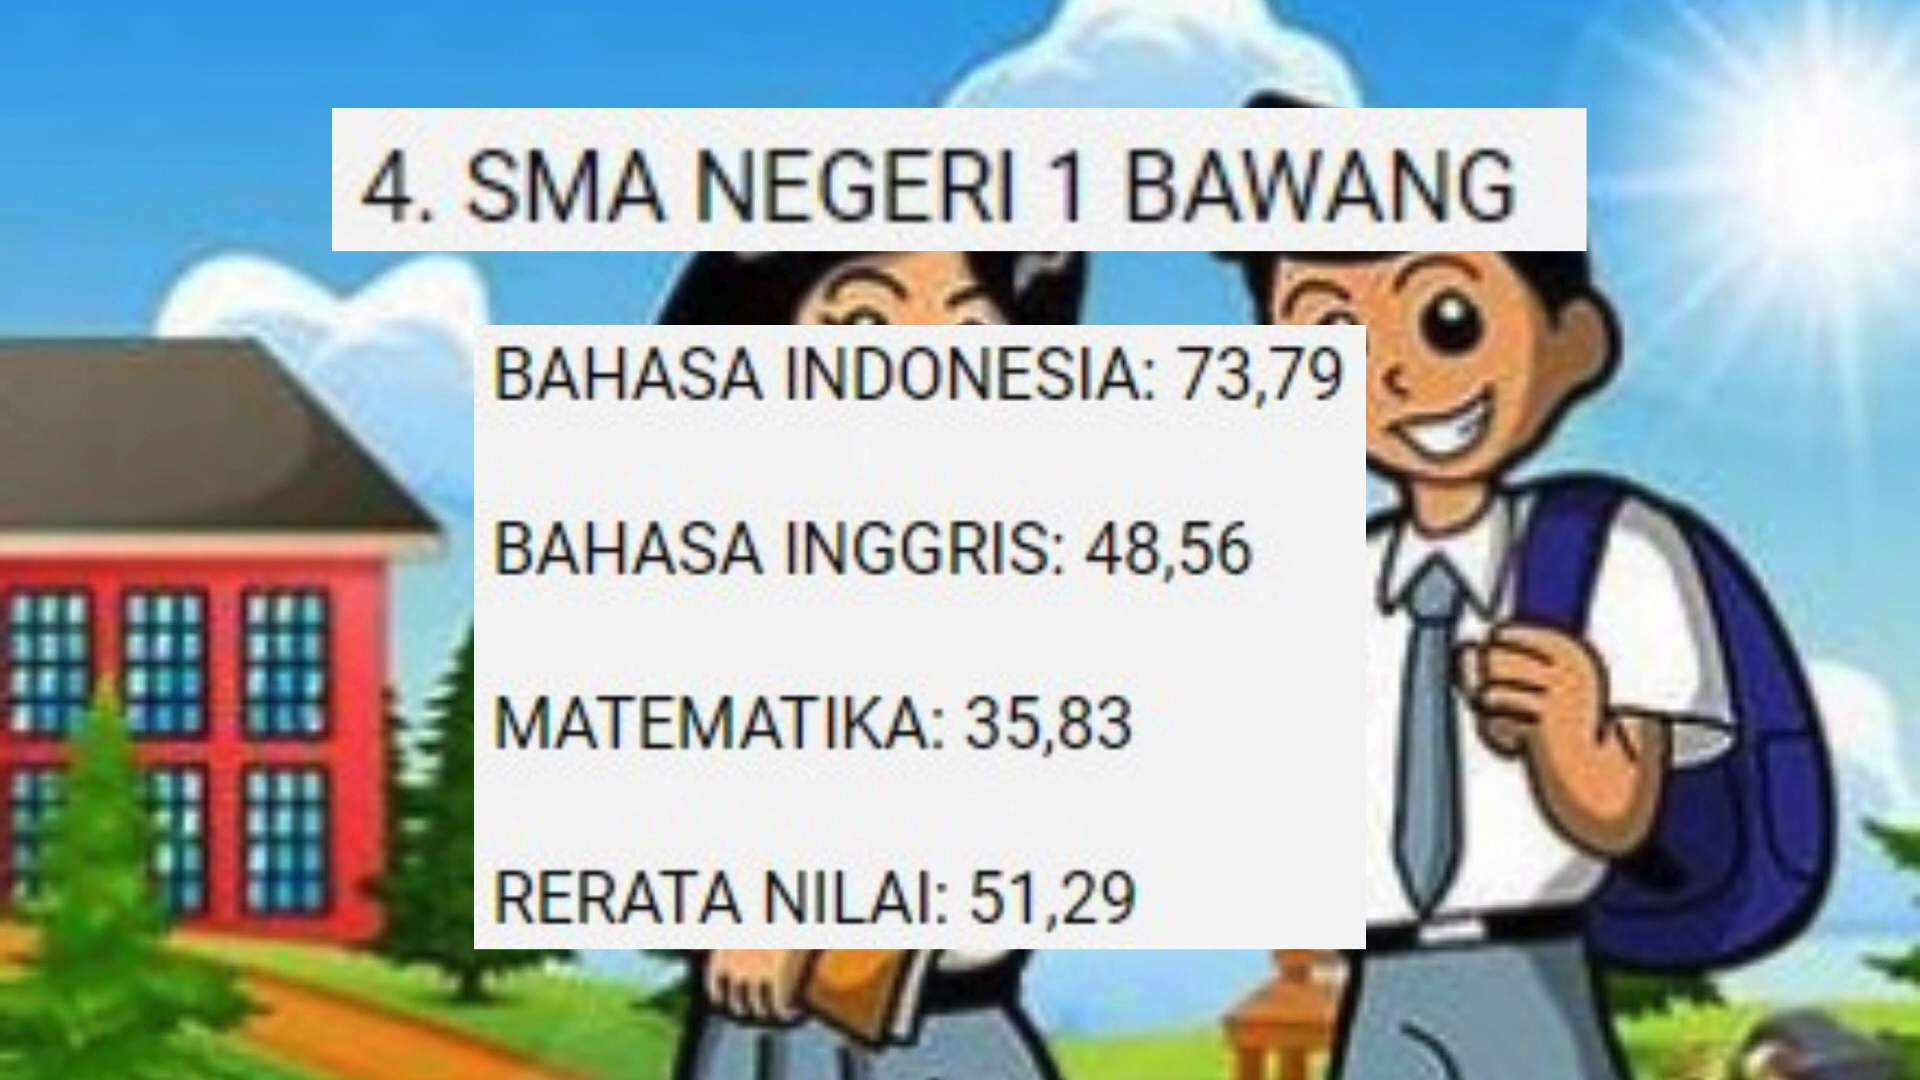 4. SMA NEGERI 1 BAWANG
BAHASA INDONESIA: 73,79
BAHASA INGGRIS: 48,56
MATEMATIKA: 35,83
RERATA NILAI: 51,29